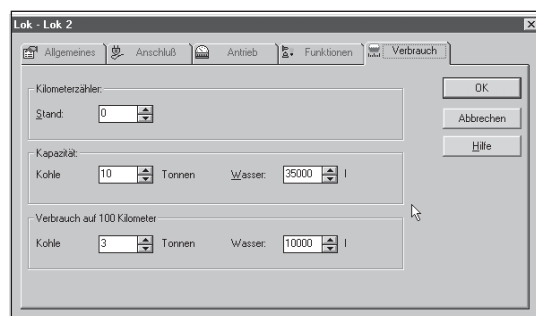 Lok - Lok 2
Allgemeines Anschluß Antrieb Funktionen Verbrauch
Kilometerzähler:
Stand: 0
OK
Abbrechen
Hilfe
Kapazität:
Kohle 10 Tonnen Wasser: 35000 l
Verbrauch auf 100 Kilometer
Kohle 3 Tonnen Wasser: 10000 l